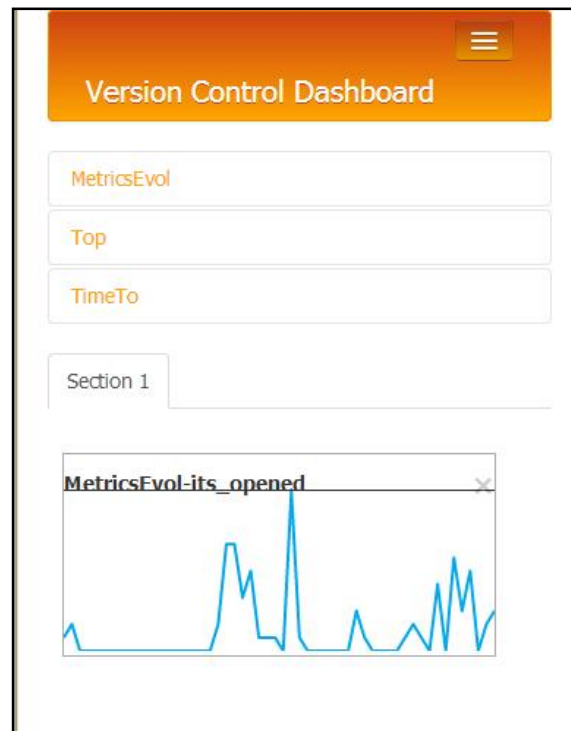 Version Control Dashboard
MetricsEvol
Top
TimeTo
Section 1
MetricsEvol-its_opened